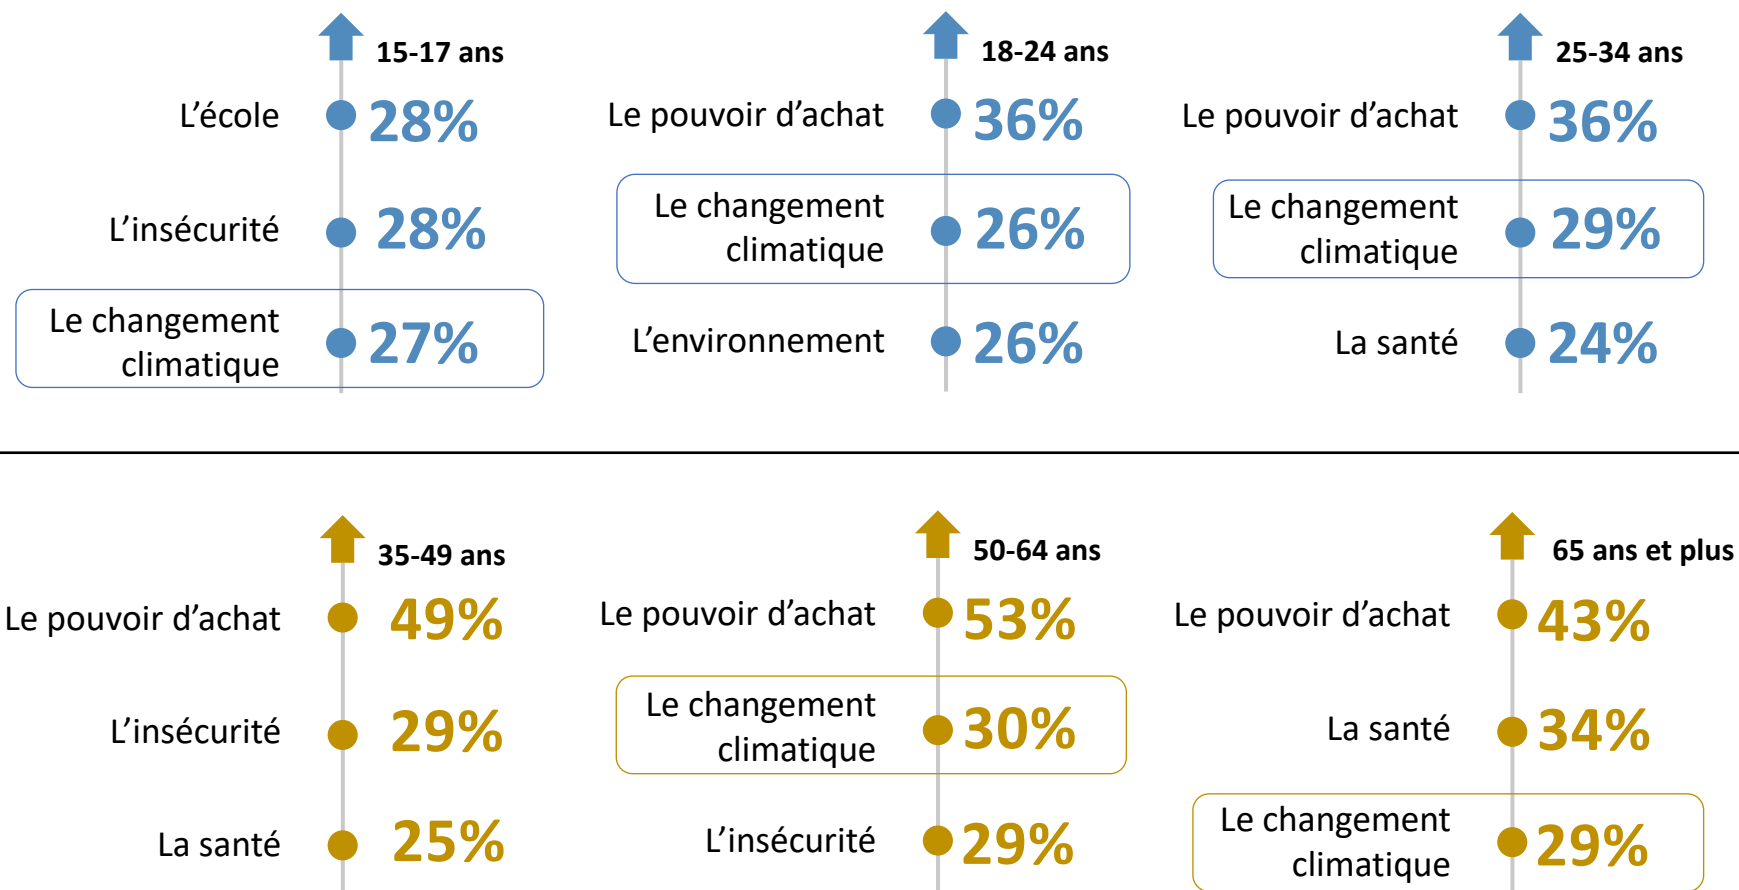 15-17 ans
L’école
28%
L’insécurité
28%
Le changement
climatique
27%
18-24 ans
Le pouvoir d’achat
36%
Le changement
climatique
26%
L’environnement
26%
25-34 ans
Le pouvoir d’achat
36%
Le changement
climatique
29%
La santé
24%
35-49 ans
Le pouvoir d’achat
49%
L’insécurité
29%
La santé
25%
50-64 ans
Le pouvoir d’achat
53%
Le changement
climatique
30%
L’insécurité
29%
65 ans et plus
Le pouvoir d’achat
43%
La santé
34%
Le changement
climatique
29%